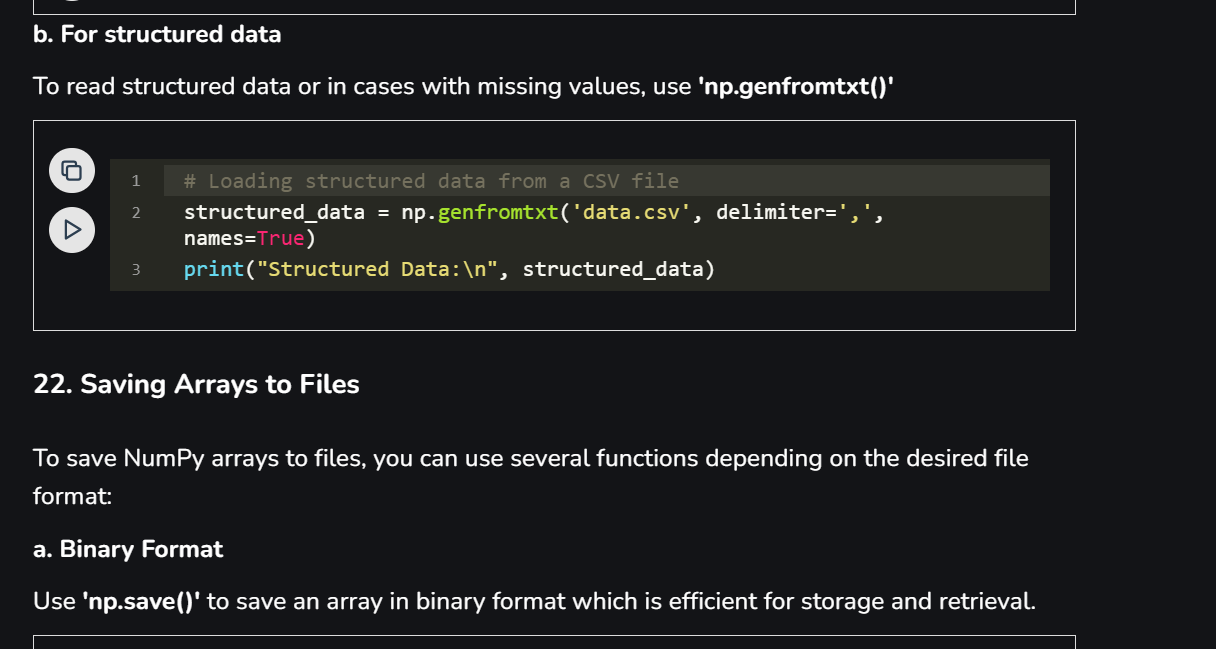 b. For structured data
To read structured data or in cases with missing values, use 'np.genfromtxt()'
1 # Loading structured data from a CSV file
2 structured_data = np.genfromtxt('data.csv', delimiter=',',
names=True)
3 print("Structured Data:\n", structured_data)
22. Saving Arrays to Files
To save NumPy arrays to files, you can use several functions depending on the desired file
format:
a. Binary Format
Use 'np.save()' to save an array in binary format which is efficient for storage and retrieval.